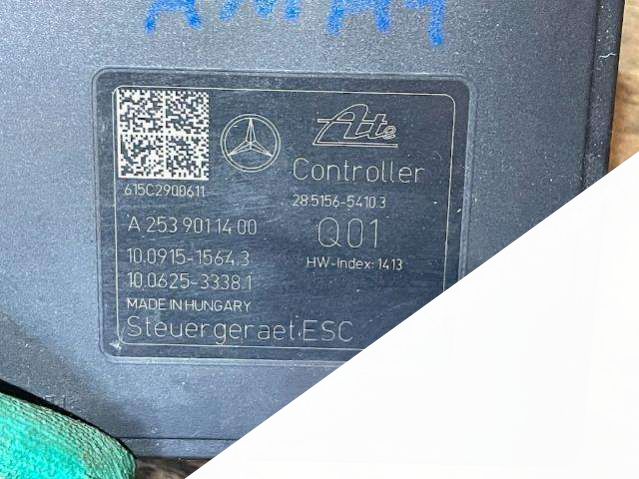 Ate
Controller
615C2900611
28.5156-5410.3
A 253 901 14 00
Q01
10.0915-1564.3
HW-Index: 1413
10.0625-3338.1
MADE IN HUNGARY
Steuergeraet ESC